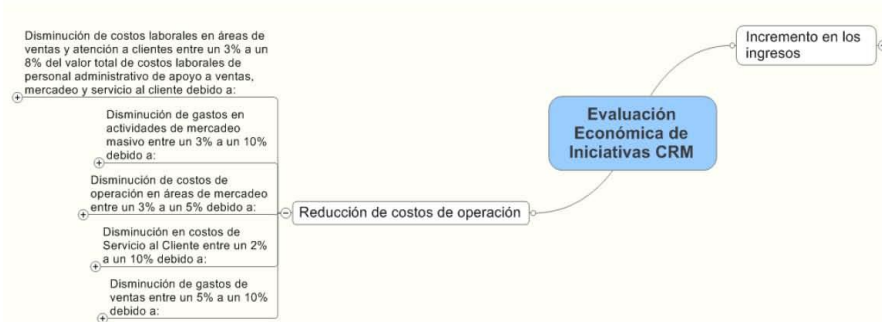 Disminución de costos laborales en áreas de
ventas y atención a clientes entre un 3% a un
8% del valor total de costos laborales de
personal administrativo de apoyo a ventas,
mercadeo y servicio al cliente debido a:
Disminución de gastos en
actividades de mercadeo
masivo entre un 3% a un 10%
debido a:
Disminución de costos de
operación en áreas de mercadeo
entre un 3% a un 5% debido a:
Disminución en costos de
Servicio al Cliente entre un 2%
a un 10% debido a:
Disminución de gastos de
ventas entre un 5% a un 10%
debido a:
Reducción de costos de operación
Evaluación
Económica de
Iniciativas CRM
Incremento en los
ingresos